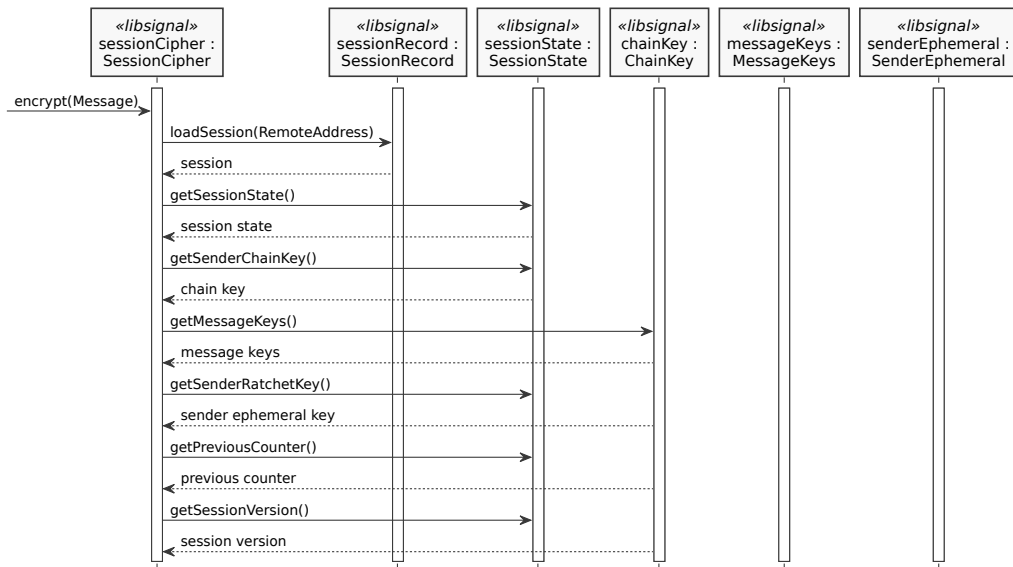 «libsignal»
sessionCipher :
SessionCipher
«libsignal»
sessionRecord :
SessionRecord
«libsignal»
sessionState :
SessionState
«libsignal»
chainKey :
ChainKey
«libsignal»
messageKeys :
MessageKeys
«libsignal»
senderEphemeral :
SenderEphemeral
encrypt(Message)
loadSession(RemoteAddress)
session
getSessionState()
session state
getSenderChainKey()
chain key
getMessageKeys()
message keys
getSenderRatchetKey()
sender ephemeral key
getPreviousCounter()
previous counter
getSessionVersion()
session version